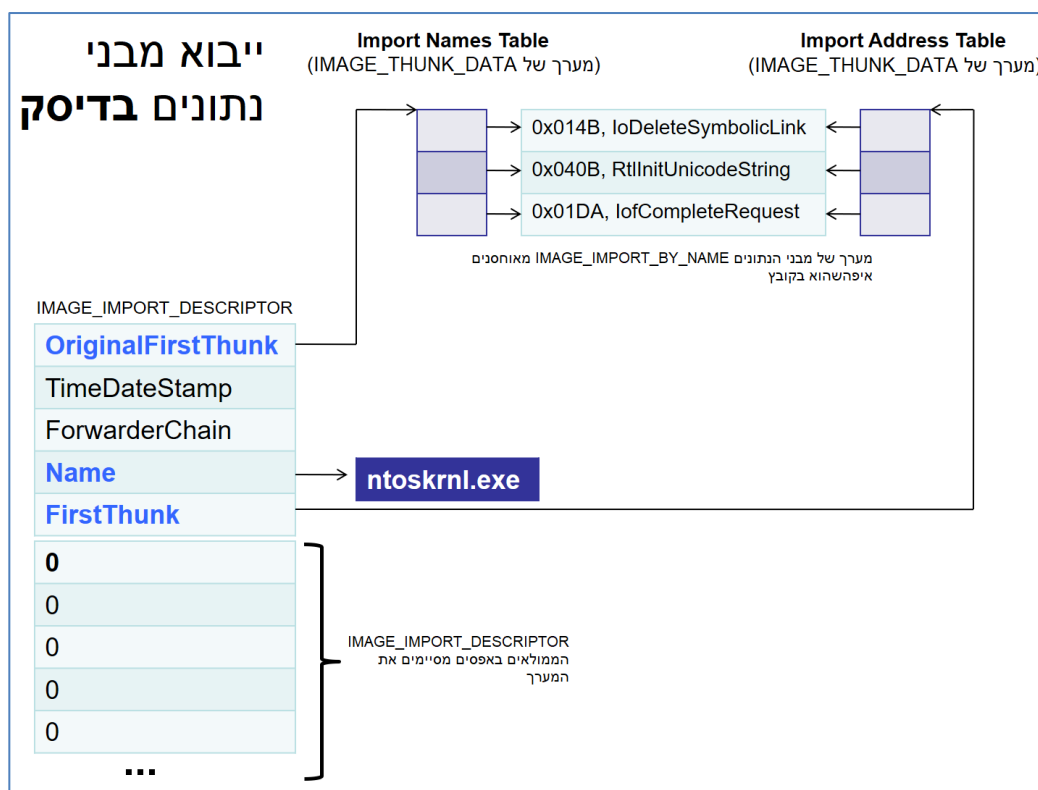 ייבוא מבני
נתונים בדיסק
Import Names Table
(מערך של IMAGE_THUNK_DATA)
Import Address Table
(מערך של IMAGE_THUNK_DATA)
0x014B, IoDeleteSymbolicLink
0x040B, RtlInitUnicodeString
0x01DA, IofCompleteRequest
מערך של מבני הנתונים IMAGE_IMPORT_BY_NAME מאוחסנים
איפהשהוא בקובץ
IMAGE_IMPORT_DESCRIPTOR
OriginalFirstThunk
TimeDateStamp
ForwarderChain
Name
ntoskrnl.exe
FirstThunk
0
0
0
0
0
...
IMAGE_IMPORT_DESCRIPTOR
הממולאים באפסים מסיימים את
המערך